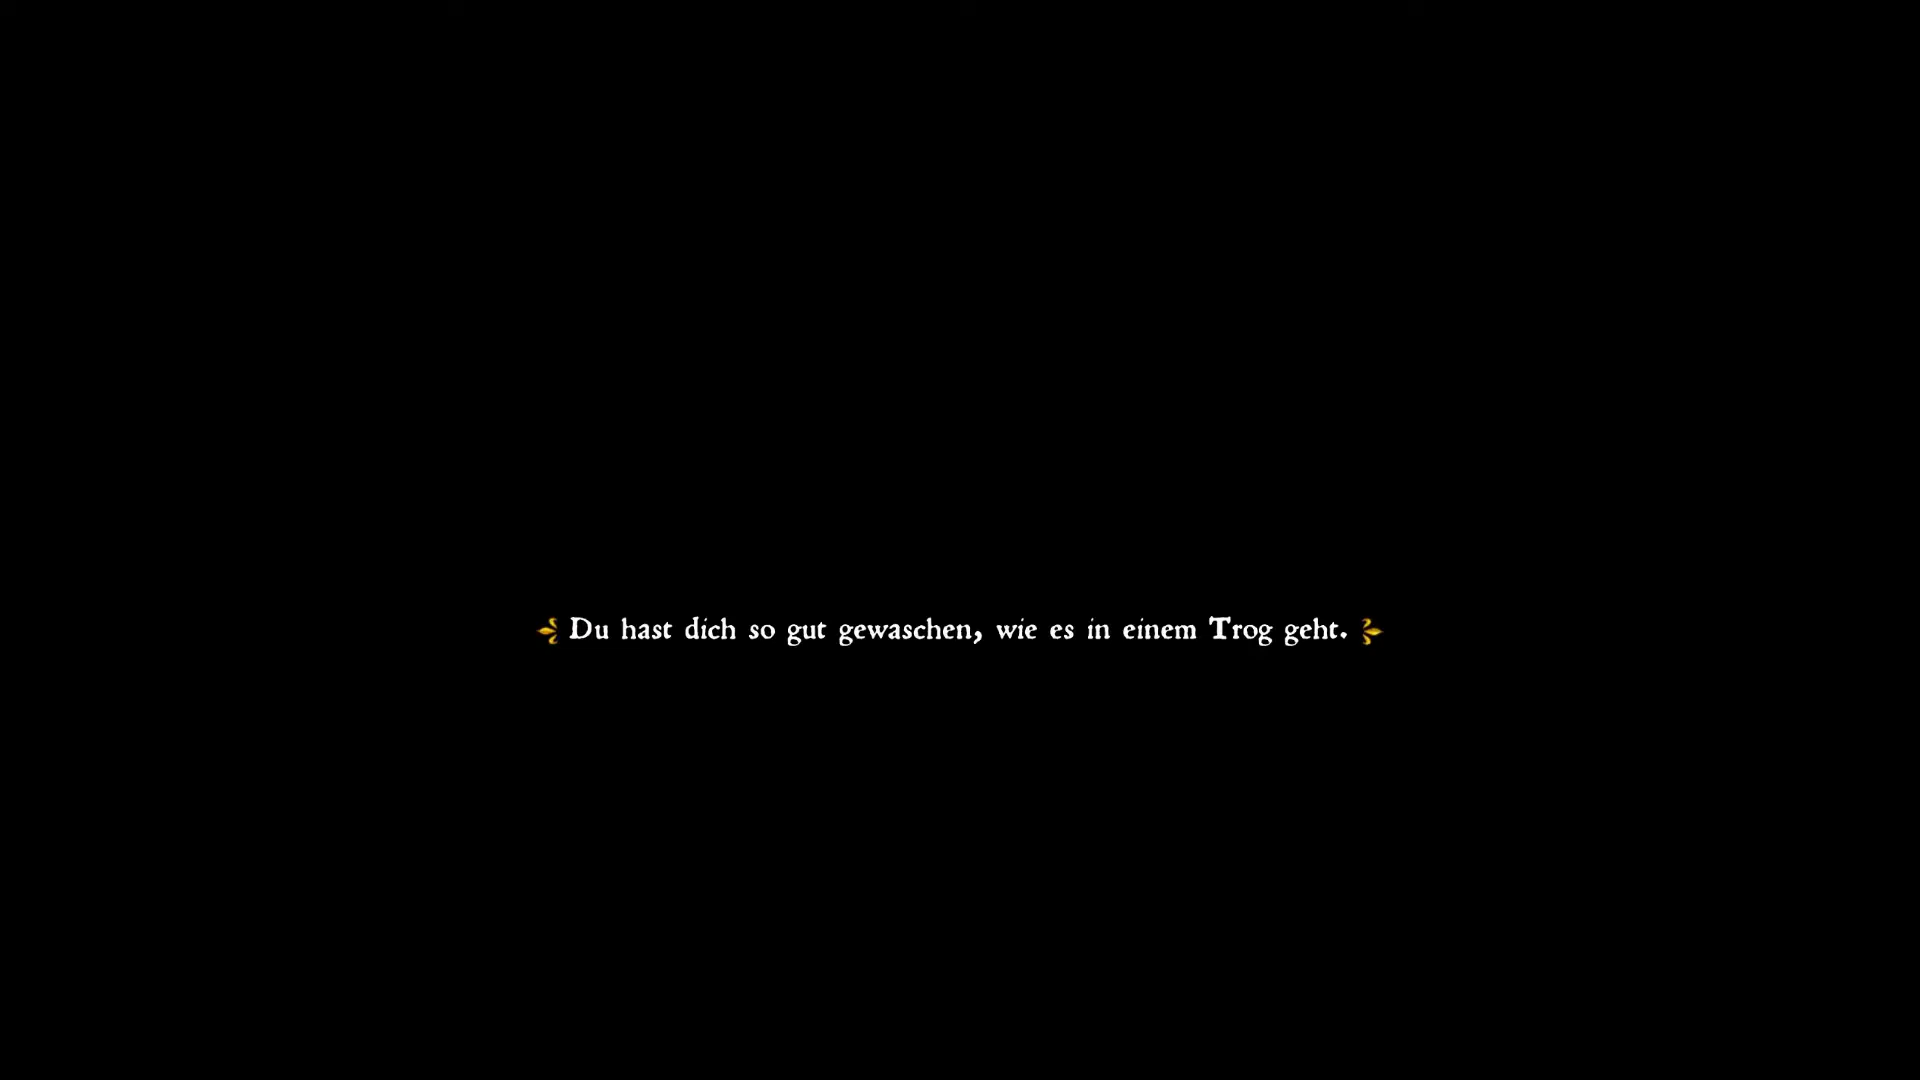 Du hast dich so gut gewaschen, wie es in einem Trog geht.